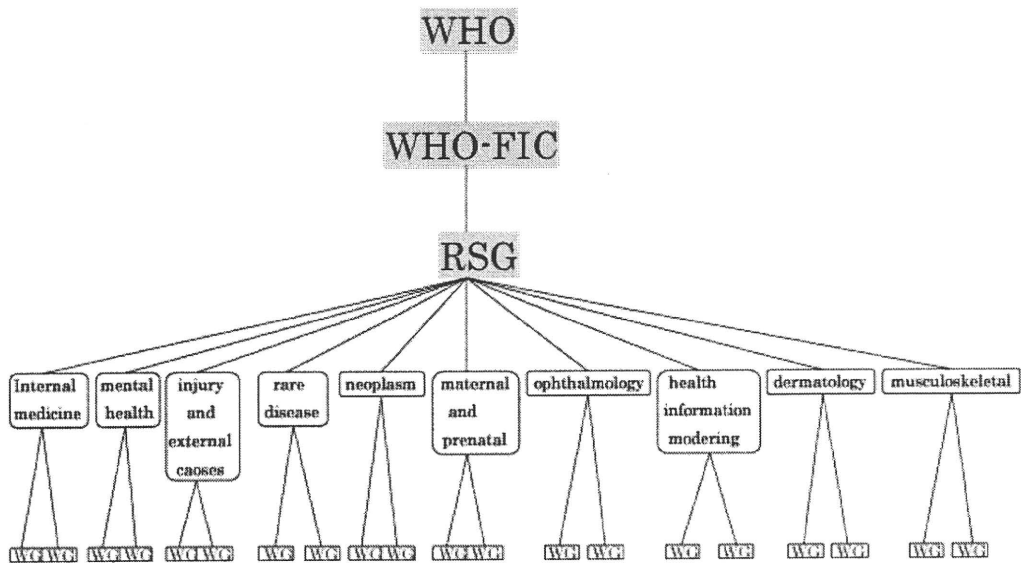 WHO
WHO-FIC
RSG
Internal
medicine
mental
health
injury
and
external
caoses
rare
disease
neoplasm
maternal
and
prenatal
ophthalmology
health
information
modering
dermatology
musculoskeletal
WG WG WG WG WG WG WG WG WG WG WG WG WG WG WG WG WG WG WG WG